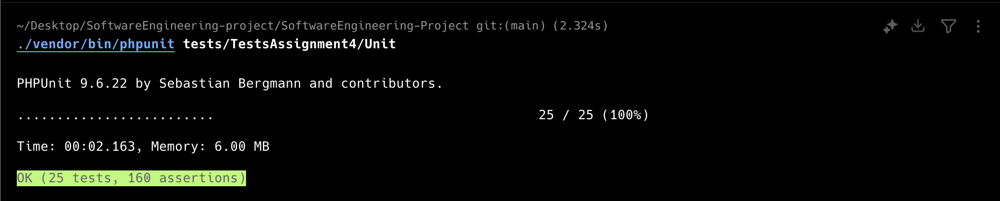 ~/Desktop/SoftwareEngineering-project/SoftwareEngineering-Project git:(main) (2.324s)
./vendor/bin/phpunit tests/TestsAssignment4/Unit
PHPUnit 9.6.22 by Sebastian Bergmann and contributors.
......................... 25 / 25 (100%)
Time: 00:02.163, Memory: 6.00 MB
OK (25 tests, 160 assertions)